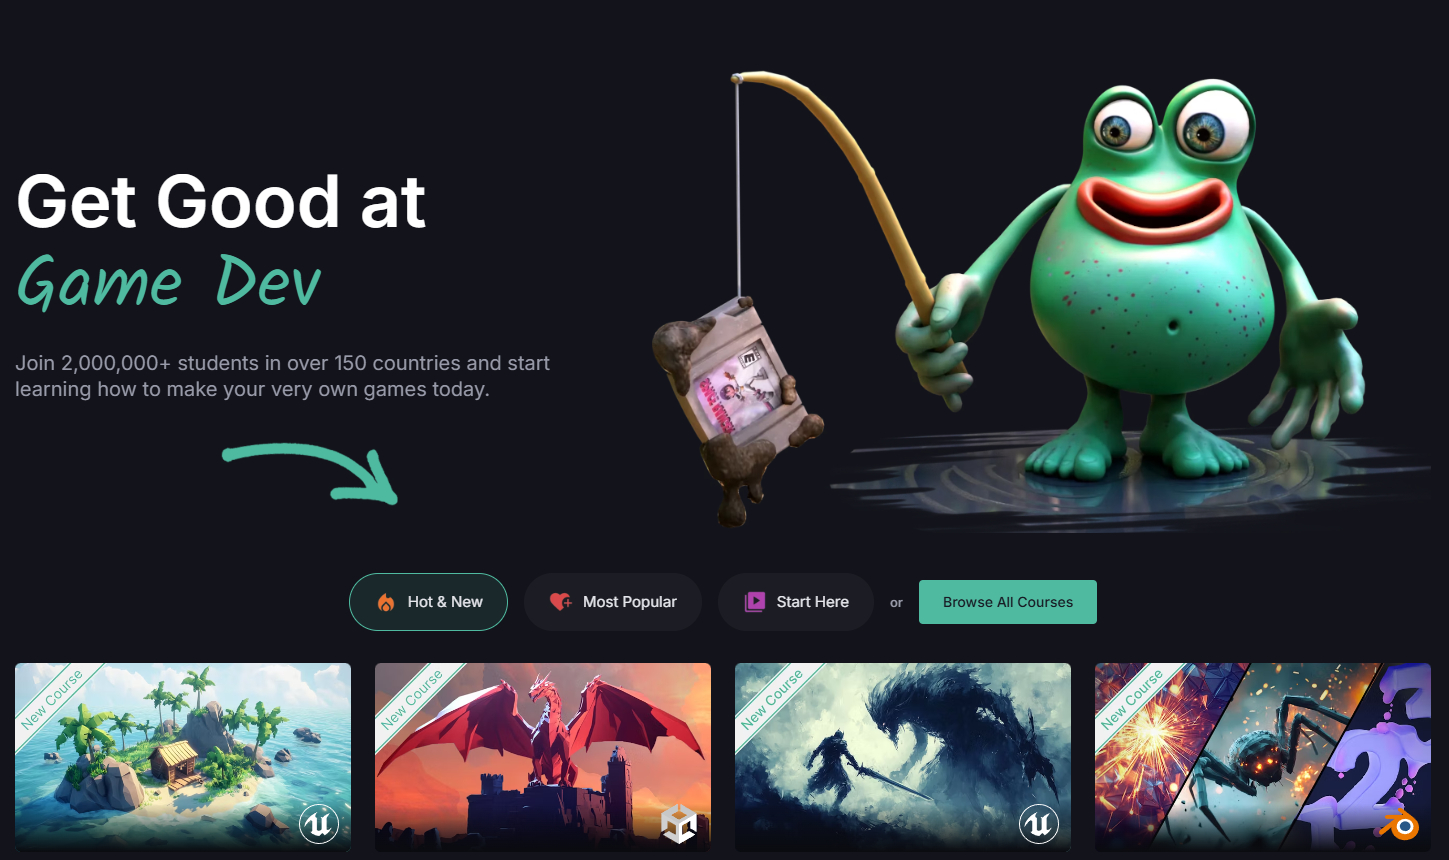 Get Good at
Game Dev
Join 2,000,000+ students in over 150 countries and start
learning how to make your very own games today.
Hot & New
Most Popular
Start Here
or
Browse All Courses
New Course
New Course
New Course
New Course
2